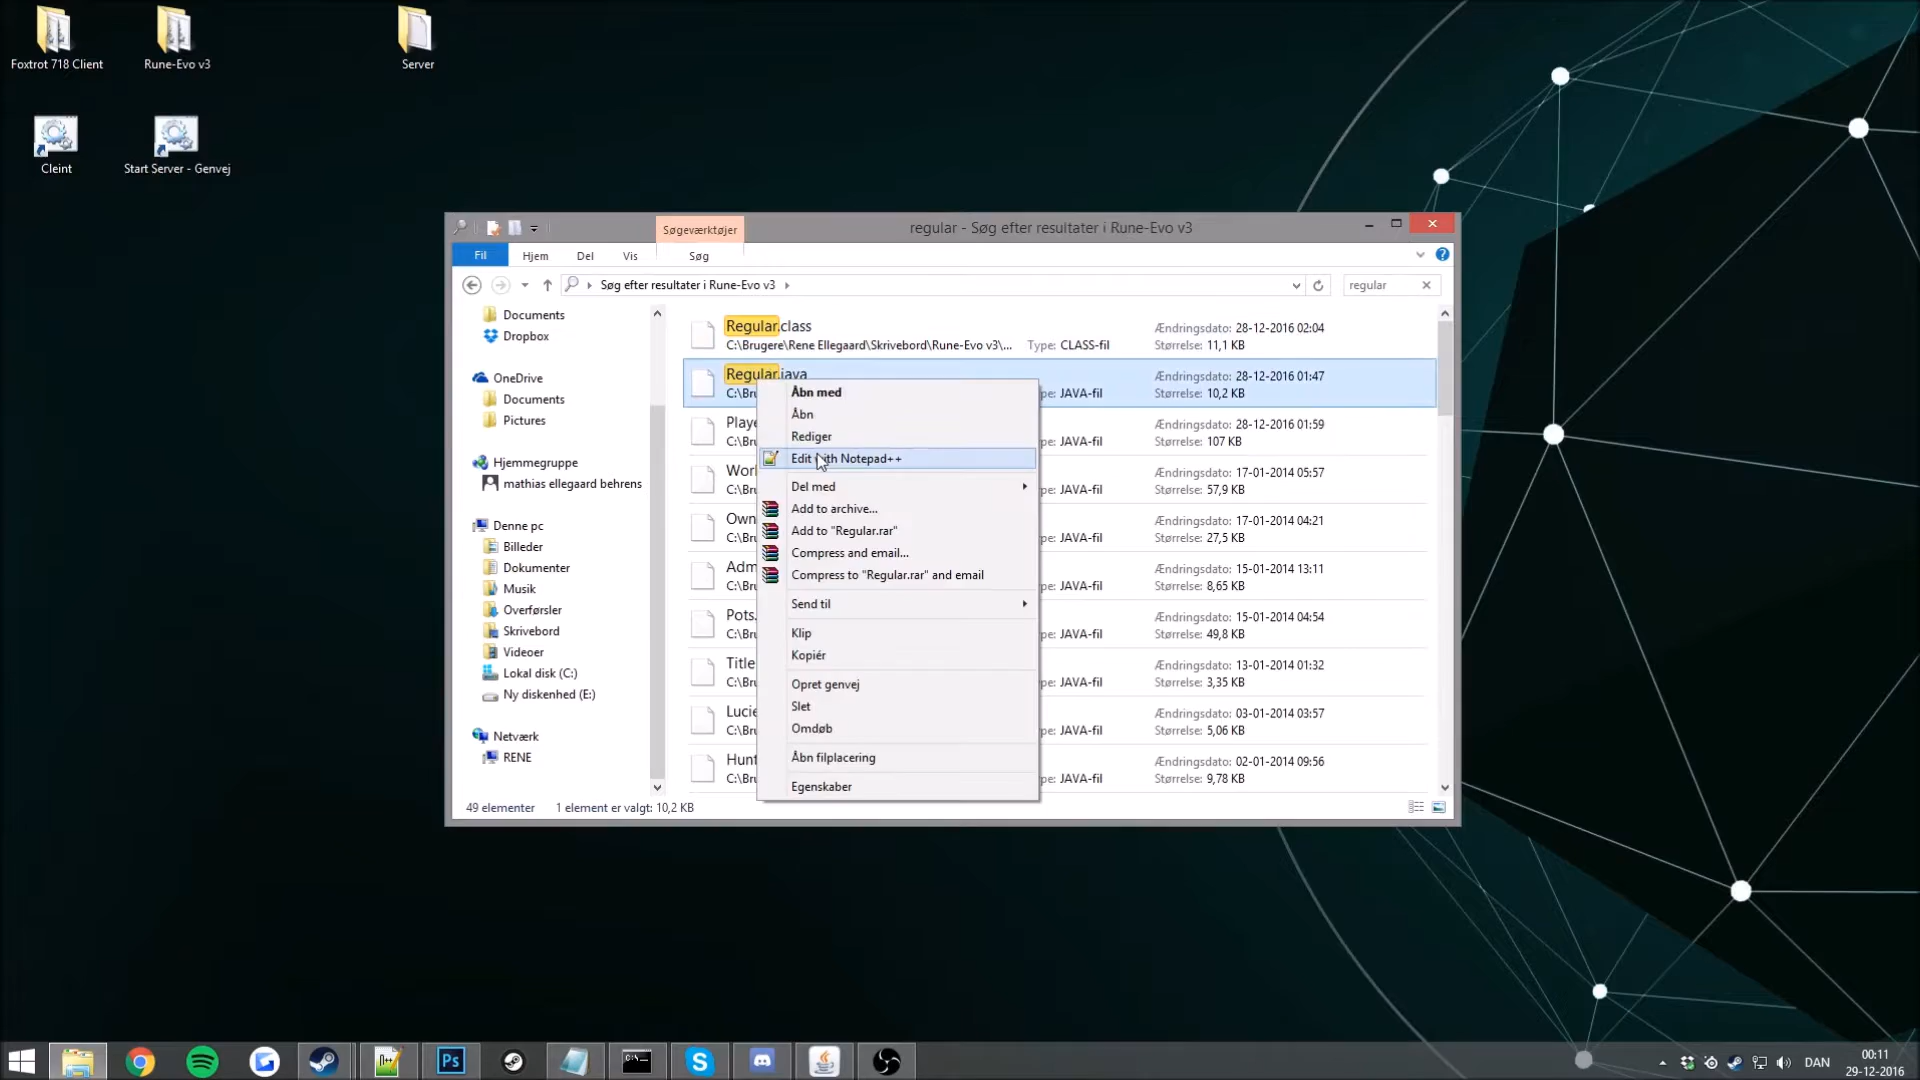 Foxtrot 718 Client
Rune-Evo v3
Server
Cleint
Start Server - Genvej
Søgeværktøjer
regular - Søg efter resultater i Rune-Evo v3
Fil
Hjem
Del
Vis
Søg
Søg efter resultater i Rune-Evo v3
regular
Documents
Dropbox
OneDrive
Documents
Pictures
Hjemmegruppe
mathias ellegaard behrens
Denne pc
Billeder
Dokumenter
Musik
Overførsler
Skrivebord
Videoer
Lokal disk (C:)
Ny diskenhed (E:)
Netværk
RENE
Regular.class
Ændringsdato: 28-12-2016 02:04
C:\Brugere\Rene Ellegaard\Skrivebord\Rune-Evo v3\...
Type: CLASS-fil
Størrelse: 11,1 KB
Regular.java
Ændringsdato: 28-12-2016 01:47
C:\Bru
pe: JAVA-fil
Størrelse: 10,2 KB
Playe
Ændringsdato: 28-12-2016 01:59
C:\Bru
pe: JAVA-fil
Størrelse: 107 KB
Worl
Ændringsdato: 17-01-2014 05:57
C:\Bru
pe: JAVA-fil
Størrelse: 57,9 KB
Own
Ændringsdato: 17-01-2014 04:21
C:\Bru
pe: JAVA-fil
Størrelse: 27,5 KB
Adm
Ændringsdato: 15-01-2014 13:11
C:\Bru
pe: JAVA-fil
Størrelse: 8,65 KB
Pots.
Ændringsdato: 15-01-2014 04:54
C:\Bru
pe: JAVA-fil
Størrelse: 49,8 KB
Title
Ændringsdato: 13-01-2014 01:32
C:\Bru
pe: JAVA-fil
Størrelse: 3,35 KB
Lucie
Ændringsdato: 03-01-2014 03:57
C:\Bru
pe: JAVA-fil
Størrelse: 5,06 KB
Hunt
Ændringsdato: 02-01-2014 09:56
C:\Bru
pe: JAVA-fil
Størrelse: 9,78 KB
Åbn med
Åbn
Rediger
Edit with Notepad++
Del med
Add to archive...
Add to "Regular.rar"
Compress and email...
Compress to "Regular.rar" and email
Send til
Klip
Kopiér
Opret genvej
Slet
Omdøb
Åbn filplacering
Egenskaber
49 elementer
1 element er valgt: 10,2 KB
Ps
DAN
00:11
29-12-2016